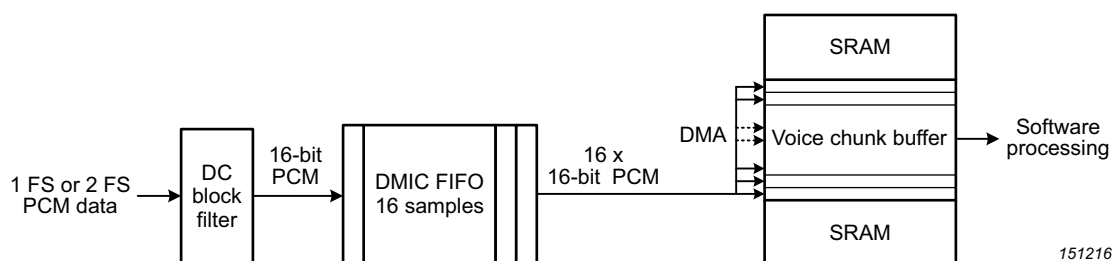 SRAM
DMA
Voice chunk buffer
Software
processing
1 FS or 2 FS
PCM data
DC
block
filter
16-bit
PCM
DMIC FIFO
16 samples
16 x
16-bit PCM
SRAM
151216